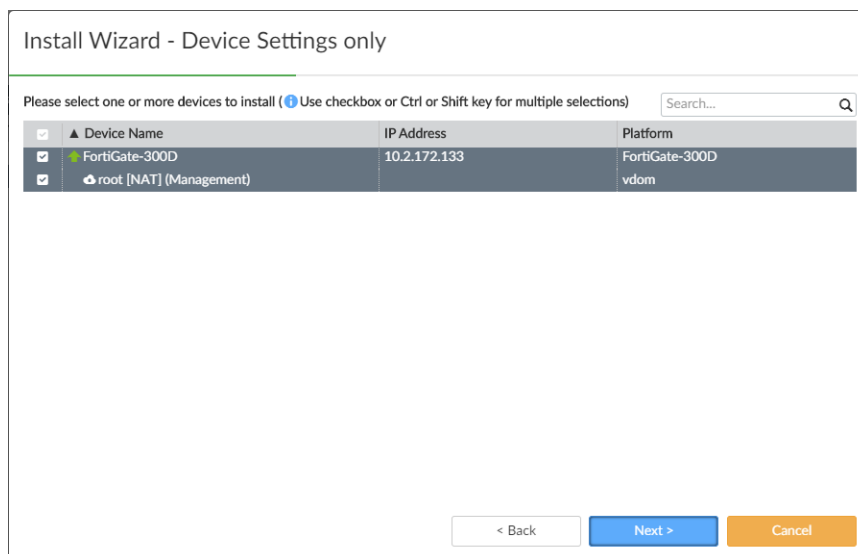 Install Wizard - Device Settings only
Please select one or more devices to install ( Use checkbox or Ctrl or Shift key for multiple selections) Search...
▲ Device Name IP Address Platform
FortiGate-300D 10.2.172.133 FortiGate-300D
root [NAT] (Management) vdom
< Back Next > Cancel